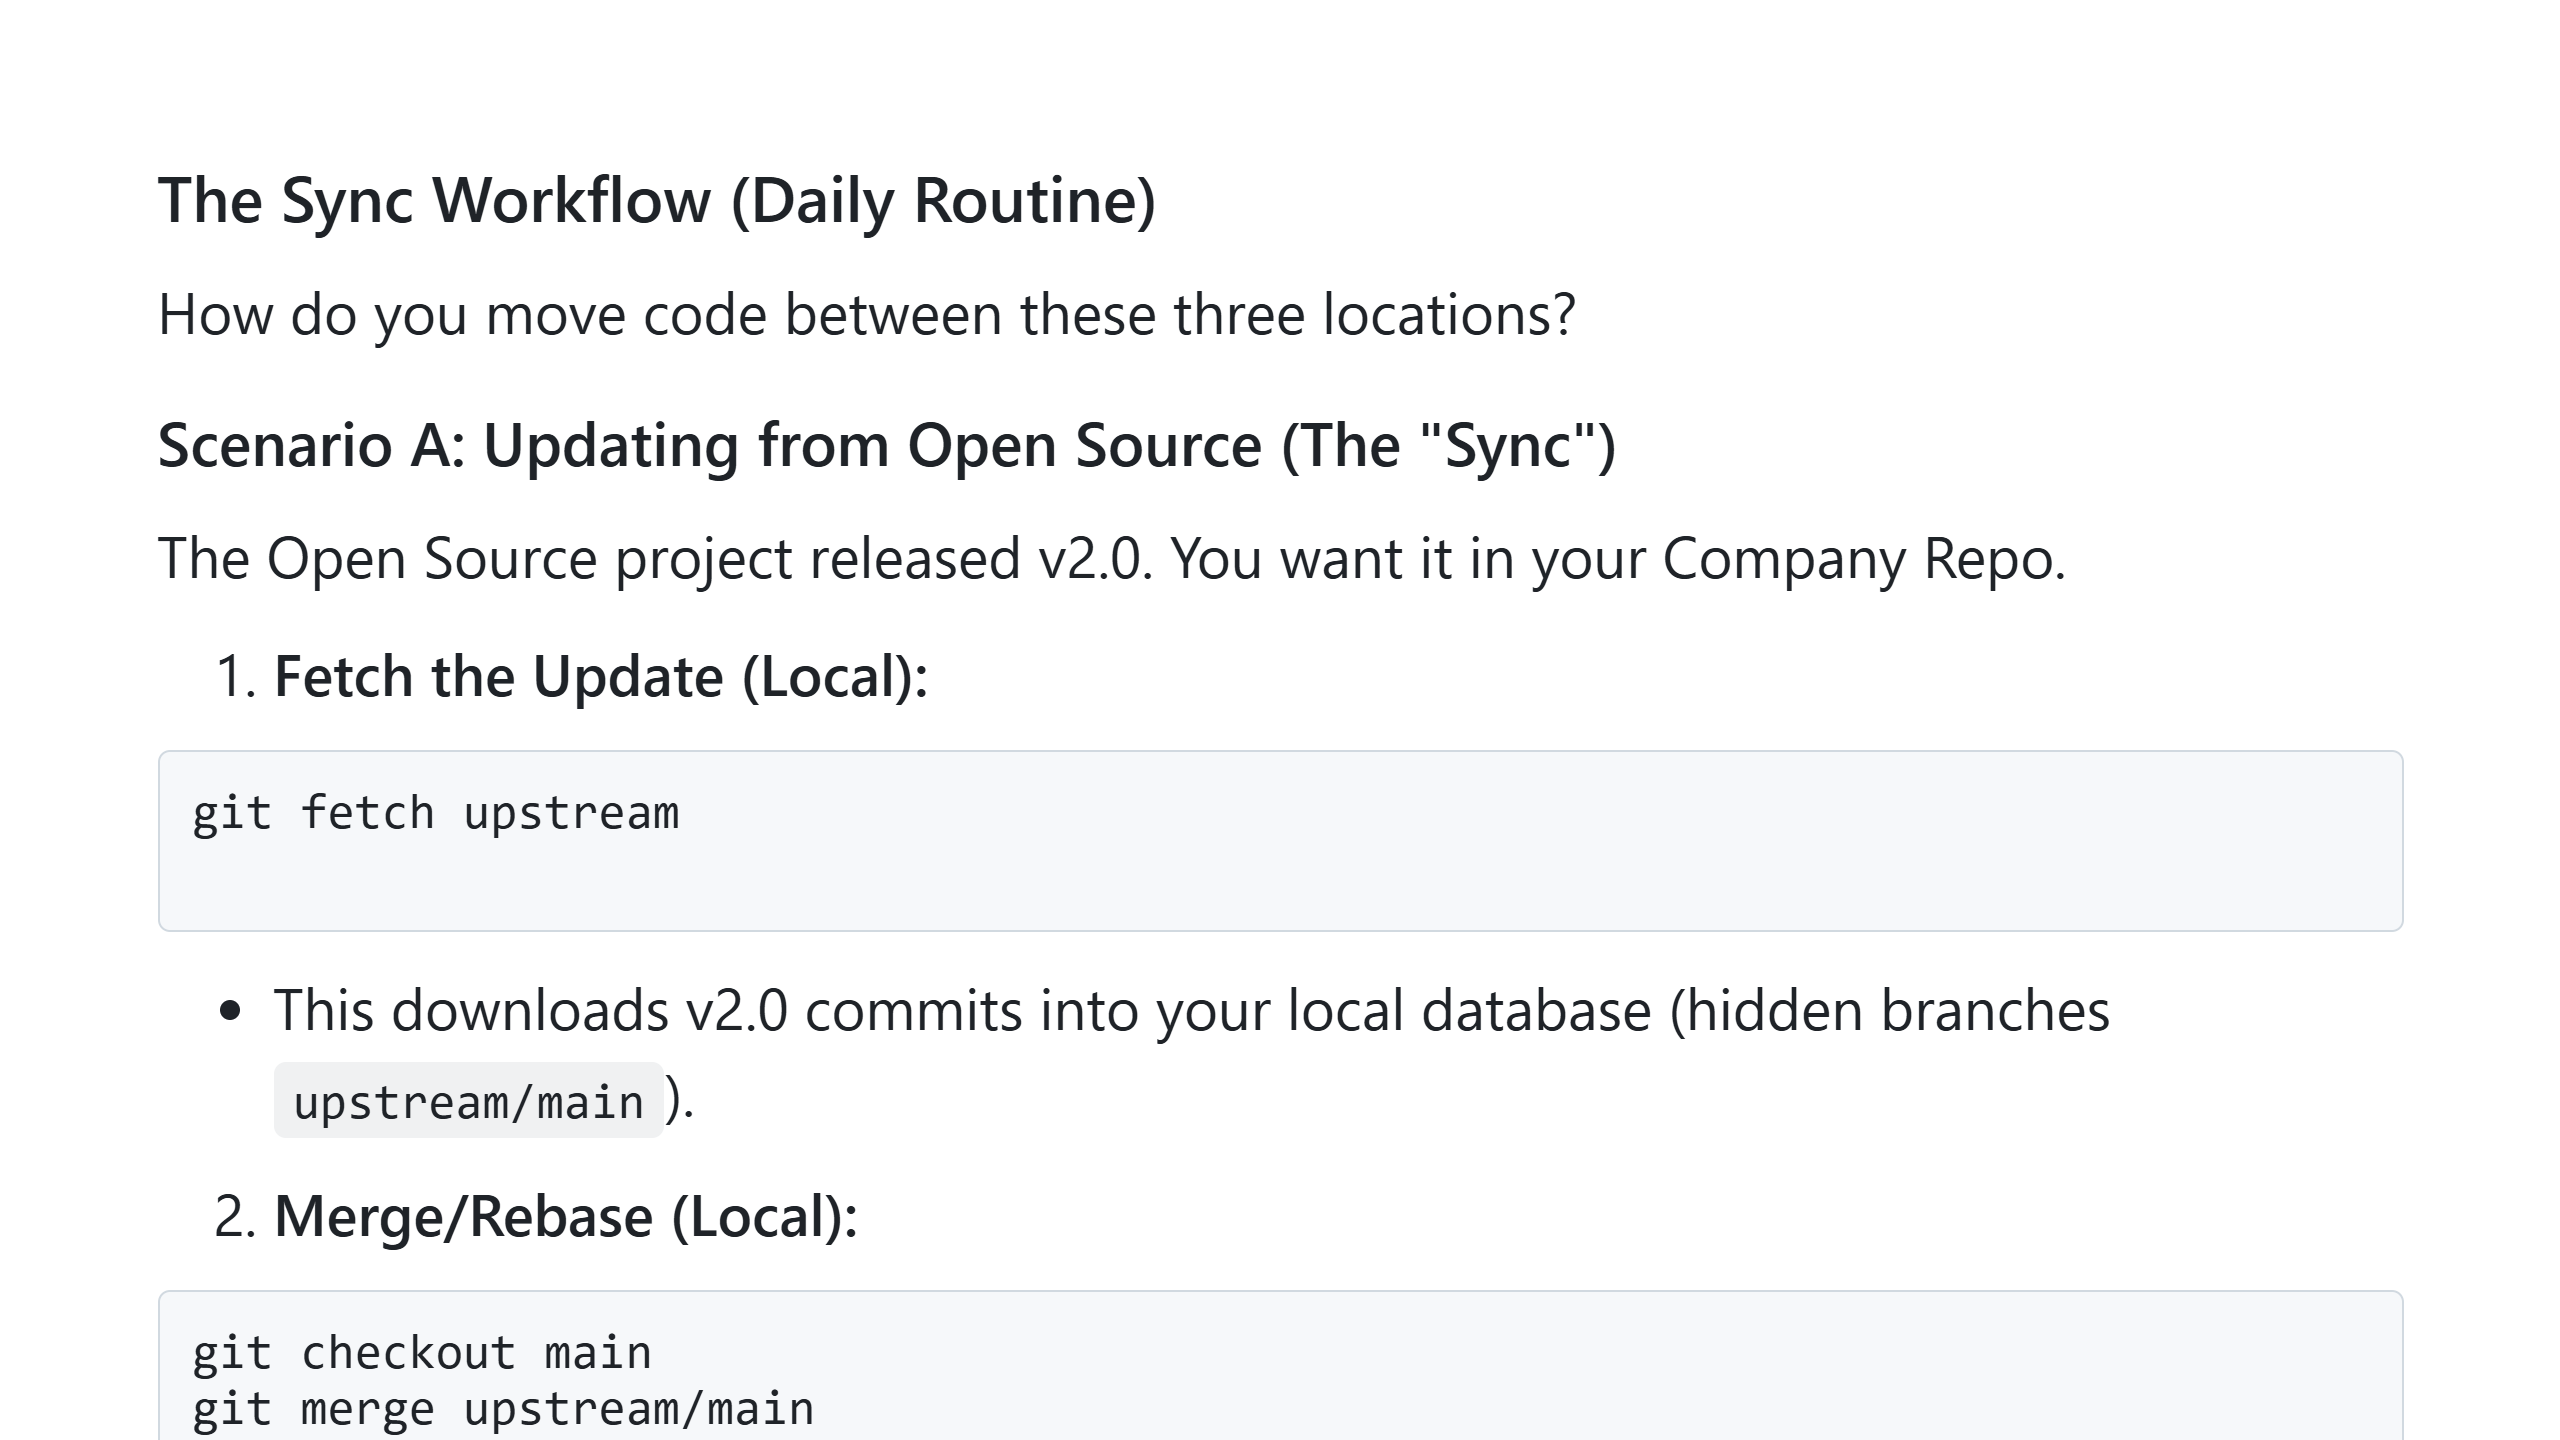 The Sync Workflow (Daily Routine)
How do you move code between these three locations?
Scenario A: Updating from Open Source (The "Sync")
The Open Source project released v2.0. You want it in your Company Repo.
1. Fetch the Update (Local):
git fetch upstream
• This downloads v2.0 commits into your local database (hidden branches
upstream/main).
2. Merge/Rebase (Local):
git checkout main
git merge upstream/main